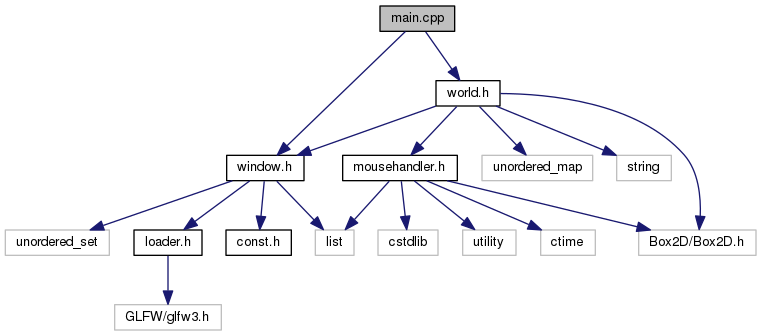 main.cpp
world.h
window.h
mousehandler.h
unordered_map
string
unordered_set
loader.h
const.h
list
cstdlib
utility
ctime
Box2D/Box2D.h
GLFW/glfw3.h